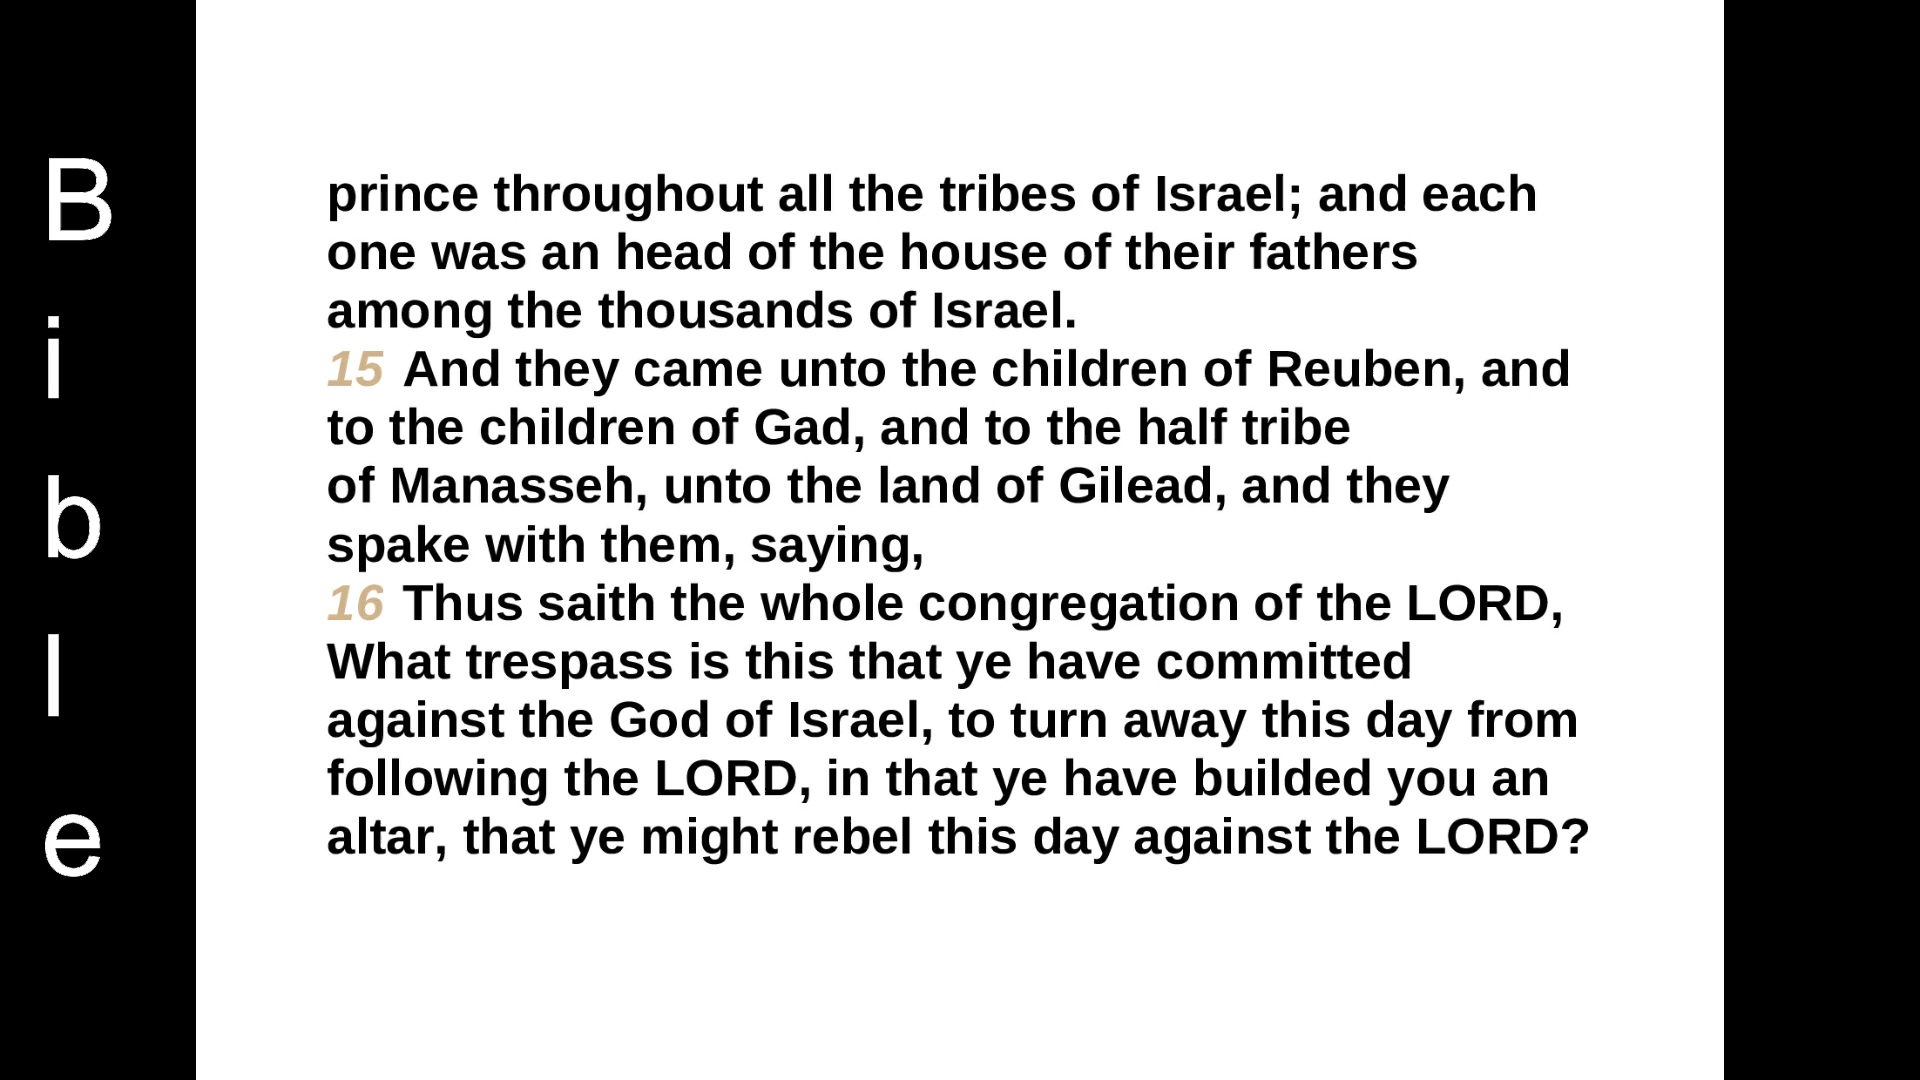 Bible
prince throughout all the tribes of Israel; and each
one was an head of the house of their fathers
among the thousands of Israel.
15 And they came unto the children of Reuben, and
to the children of Gad, and to the half tribe
of Manasseh, unto the land of Gilead, and they
spake with them, saying,
16 Thus saith the whole congregation of the LORD,
What trespass is this that ye have committed
against the God of Israel, to turn away this day from
following the LORD, in that ye have builded you an
altar, that ye might rebel this day against the LORD?